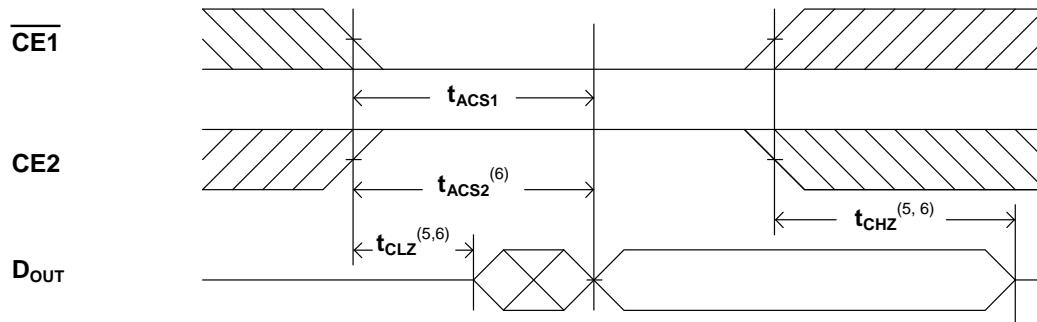 CE1
tACS1
CE2
tACS2(6)
tCHZ(5, 6)
tCLZ(5,6)
DOUT